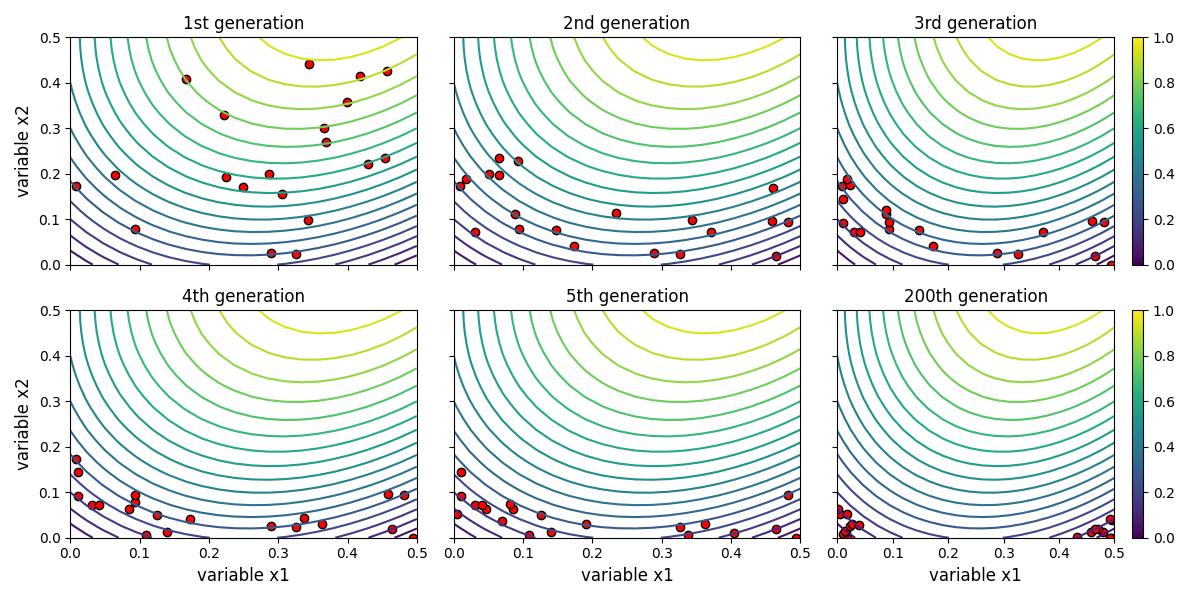 1st generation
2nd generation
3rd generation
variable x2
0.5
0.4
0.3
0.2
0.1
0.0
1.0
0.8
0.6
0.4
0.2
0.0
4th generation
5th generation
200th generation
variable x2
0.5
0.4
0.3
0.2
0.1
0.0
1.0
0.8
0.6
0.4
0.2
0.0
0.0 0.1 0.2 0.3 0.4 0.5
0.0 0.1 0.2 0.3 0.4 0.5
0.0 0.1 0.2 0.3 0.4 0.5
variable x1
variable x1
variable x1